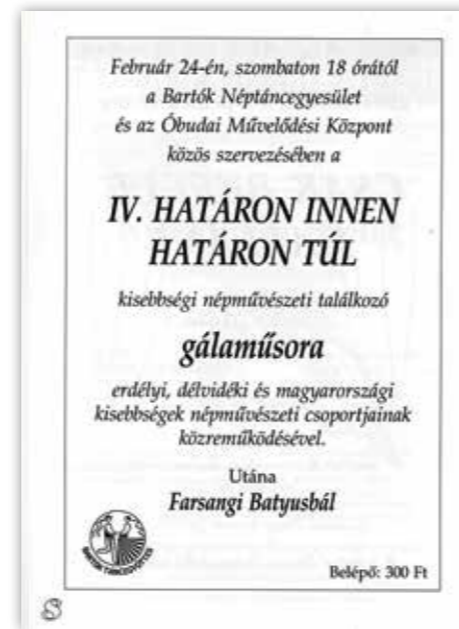 Február 24-én, szombaton 18 órától
a Bartók Néptáncegyesület
és az Óbudai Művelődési Központ
közös szervezésében a
IV. HATÁRON INNEN
HATÁRON TÚL
kisebbségi népművészeti találkozó
gálaműsora
erdélyi, délvidéki és magyarországi
kisebbségek népművészeti csoportjainak
közreműködésével.
Utána
Farsangi Batyusbál
Belépő: 300 Ft
8